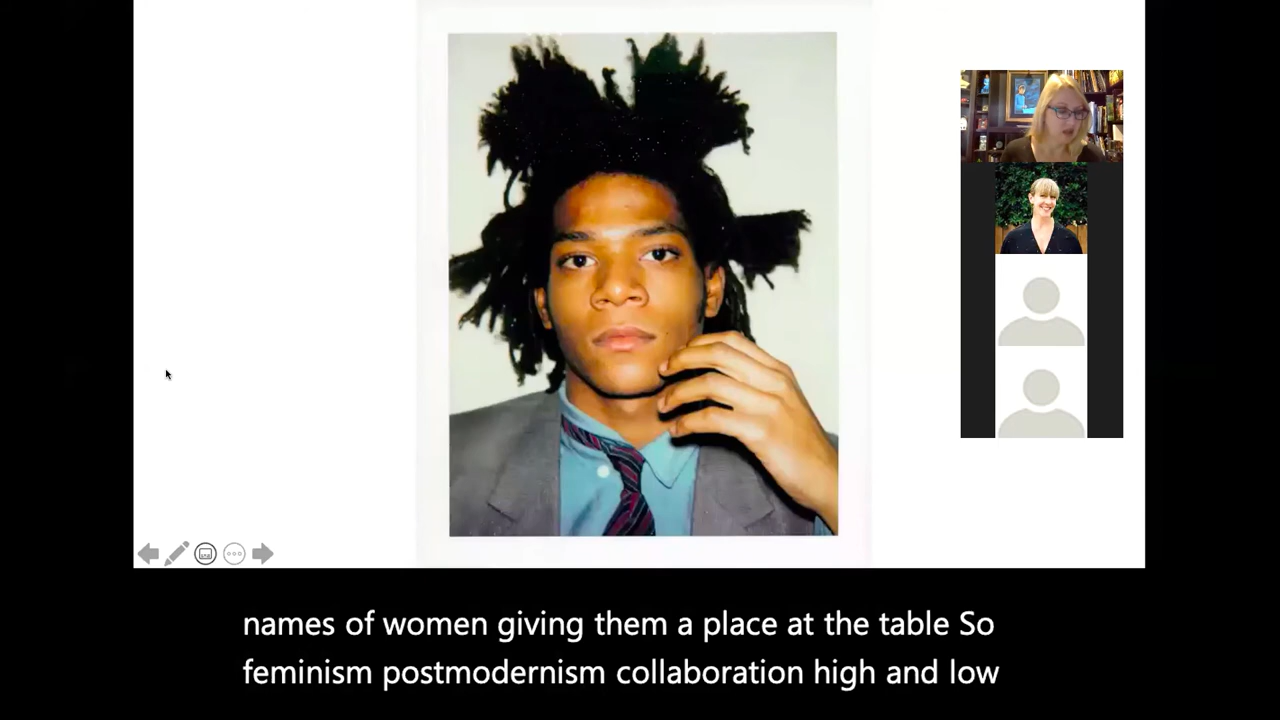 names of women giving them a place at the table So
feminism postmodernism collaboration high and low